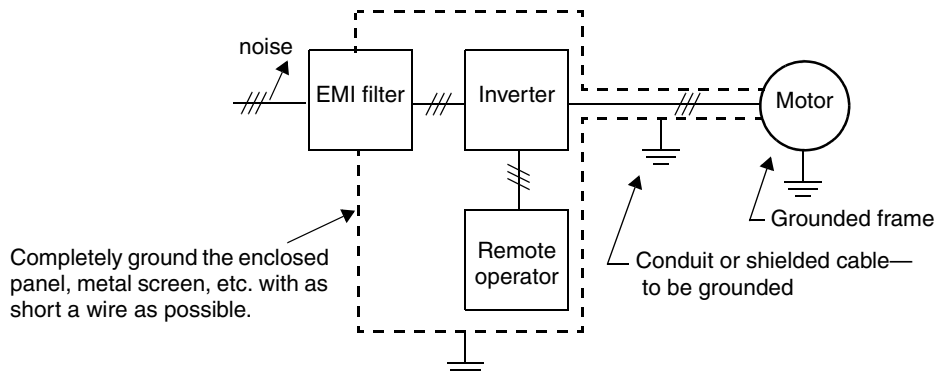 noise
EMI filter
Inverter
Motor
Grounded frame
Remote
operator
Completely ground the enclosed
panel, metal screen, etc. with as
short a wire as possible.
Conduit or shielded cable—
to be grounded